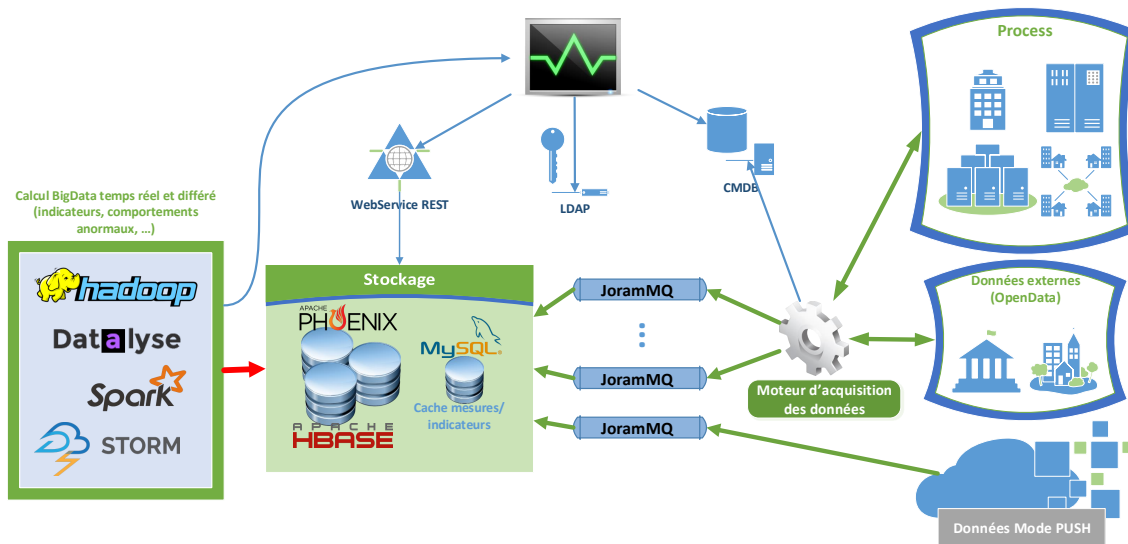 Process
WebService REST
LDAP
CMDB
Calcul BigData temps réel et différé
(indicateurs, comportements
anormaux, ...)
hadoop
Datalyse
Spark
STORM
Stockage
APACHE
PHOENIX
MySQL®
Cache mesures/
indicateurs
APACHE
HBASE
JoramMQ
JoramMQ
JoramMQ
Moteur d'acquisition
des données
Données externes
(OpenData)
Données Mode PUSH